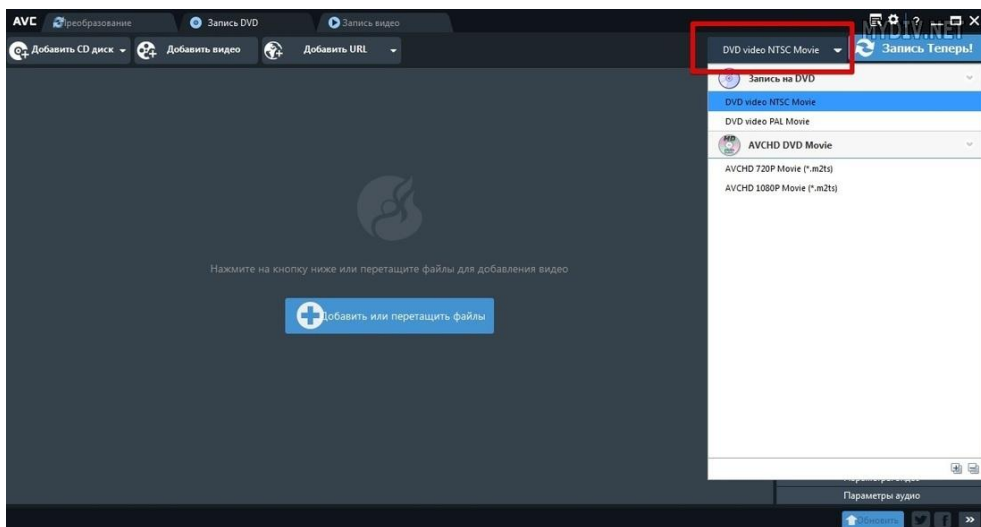 AVC Преобразование Запись DVD Запись видео
MYDIV.NET
Добавить CD диск Добавить видео Добавить URL DVD video NTSC Movie Запись Теперь!
Запись на DVD
DVD video NTSC Movie
DVD video PAL Movie
HD AVCHD DVD Movie
AVCHD 720P Movie (*.m2ts)
AVCHD 1080P Movie (*.m2ts)
Нажмите на кнопку ниже или перетащите файлы для добавления видео
Добавить или перетащить файлы
Параметры аудио
Обновить